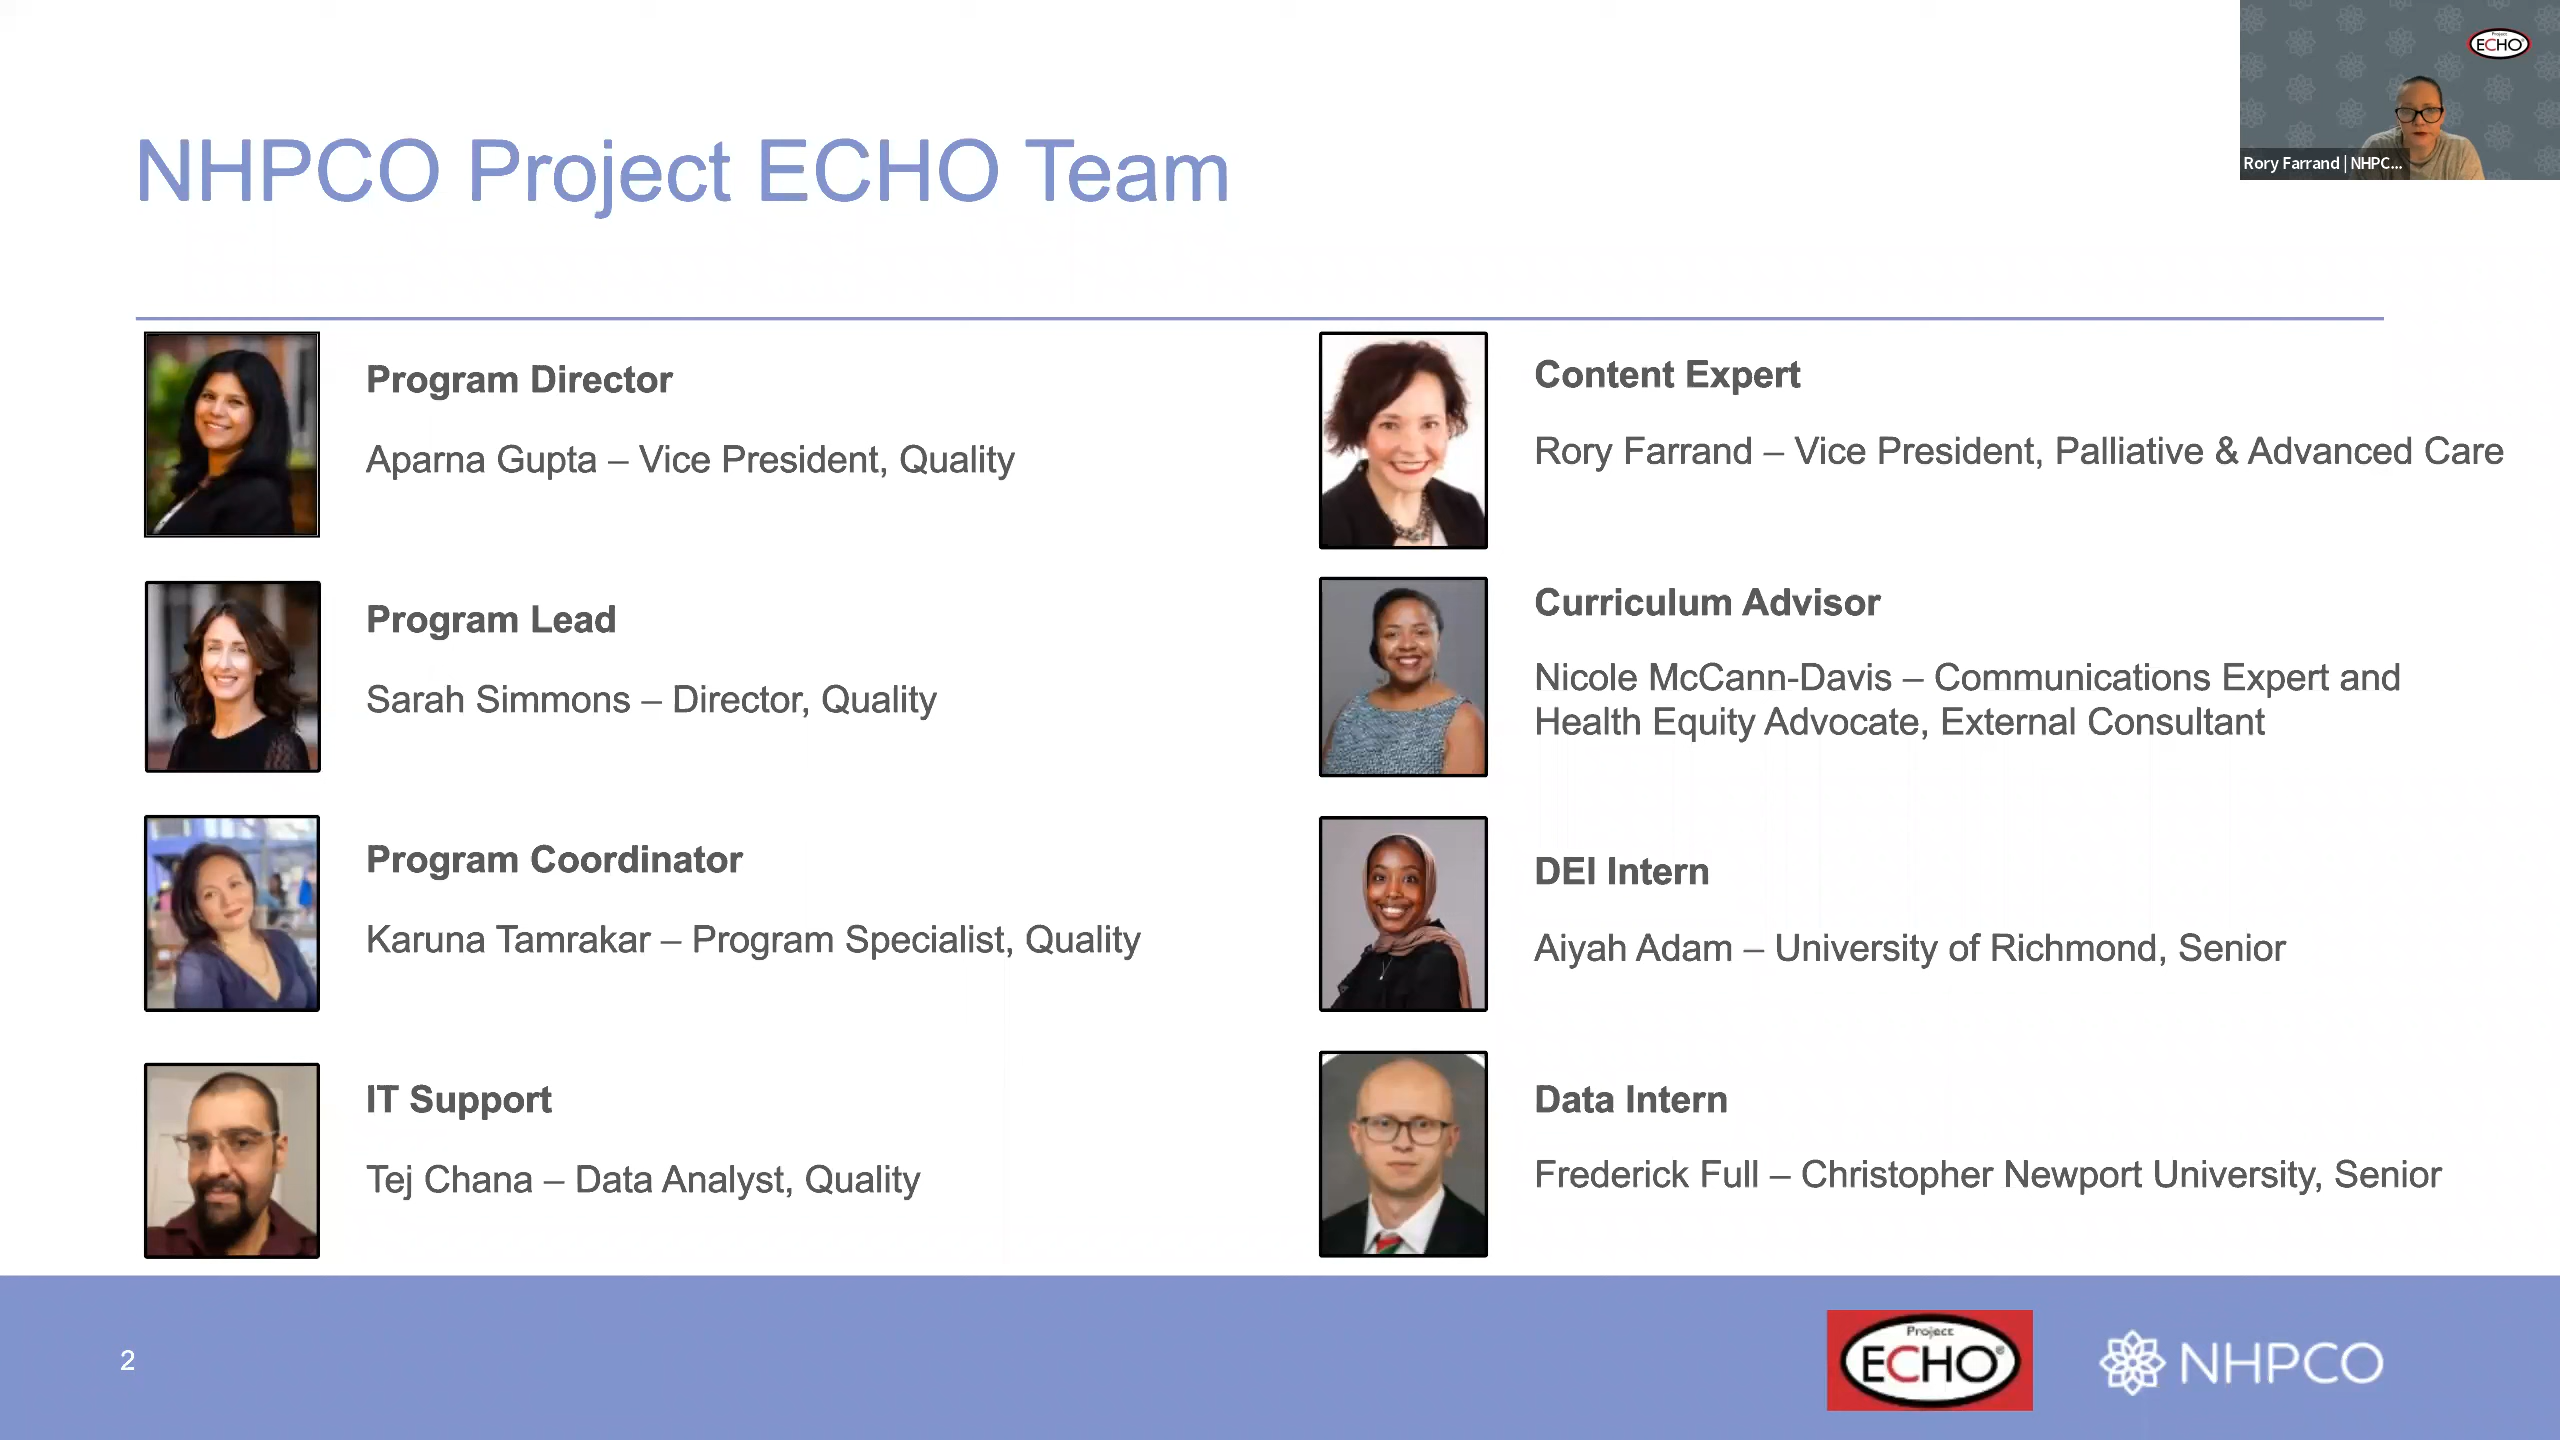 Project
ECHO
Rory Farrand | NHPC...
NHPCO Project ECHO Team
Program Director
Aparna Gupta – Vice President, Quality
Program Lead
Sarah Simmons – Director, Quality
Program Coordinator
Karuna Tamrakar – Program Specialist, Quality
IT Support
Tej Chana – Data Analyst, Quality
Content Expert
Rory Farrand – Vice President, Palliative & Advanced Care
Curriculum Advisor
Nicole McCann-Davis – Communications Expert and
Health Equity Advocate, External Consultant
DEI Intern
Aiyah Adam – University of Richmond, Senior
Data Intern
Frederick Full – Christopher Newport University, Senior
2
Project
ECHO®
NHPCO